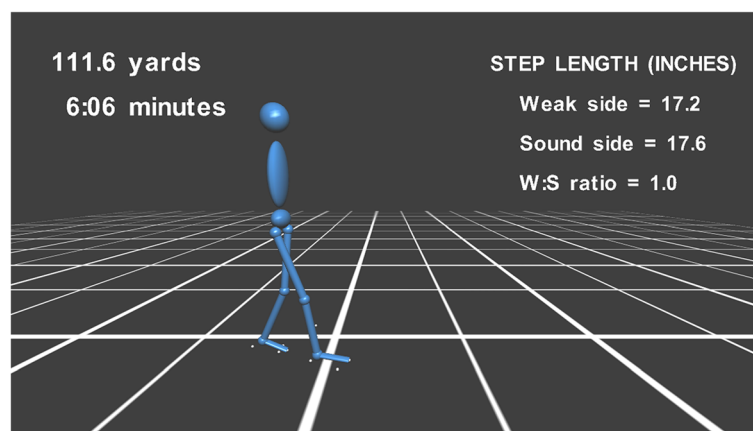 111.6 yards
6:06 minutes
STEP LENGTH (INCHES)
Weak side = 17.2
Sound side = 17.6
W:S ratio = 1.0